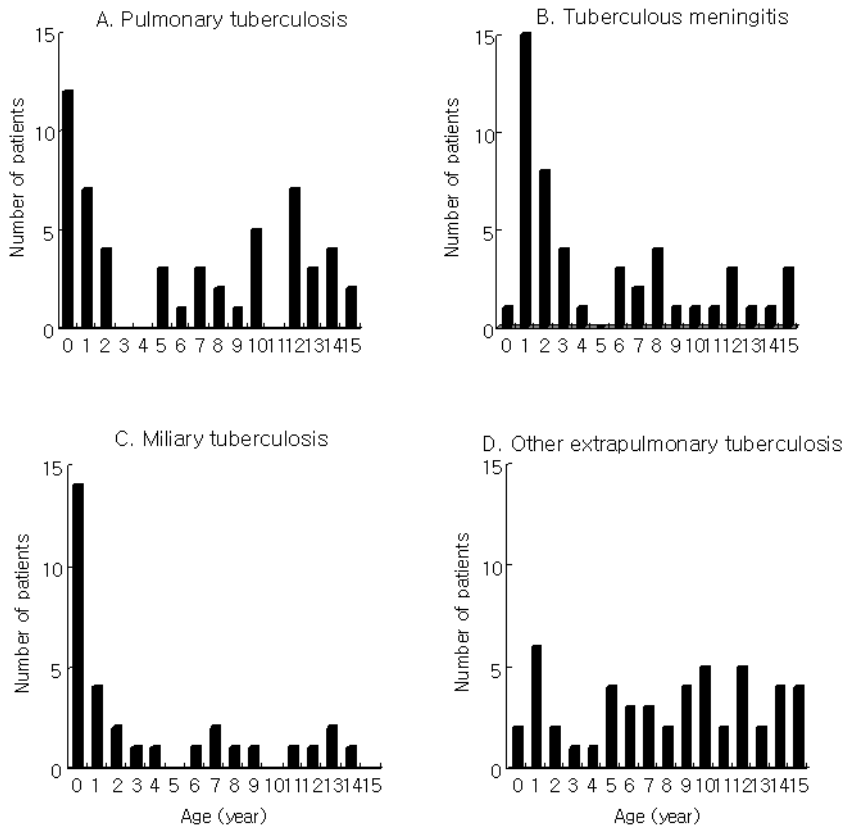 A. Pulmonary tuberculosis
15
10
5
0
Number of patients
0 1 2 3 4 5 6 7 8 9 10 11 12 13 14 15
B. Tuberculous meningitis
15
10
5
0
Number of patients
0 1 2 3 4 5 6 7 8 9 10 11 12 13 14 15
C. Miliary tuberculosis
15
10
5
0
Number of patients
0 1 2 3 4 5 6 7 8 9 10 11 12 13 14 15
Age (year)
D. Other extrapulmonary tuberculosis
15
10
5
0
Number of patients
0 1 2 3 4 5 6 7 8 9 10 11 12 13 14 15
Age (year)